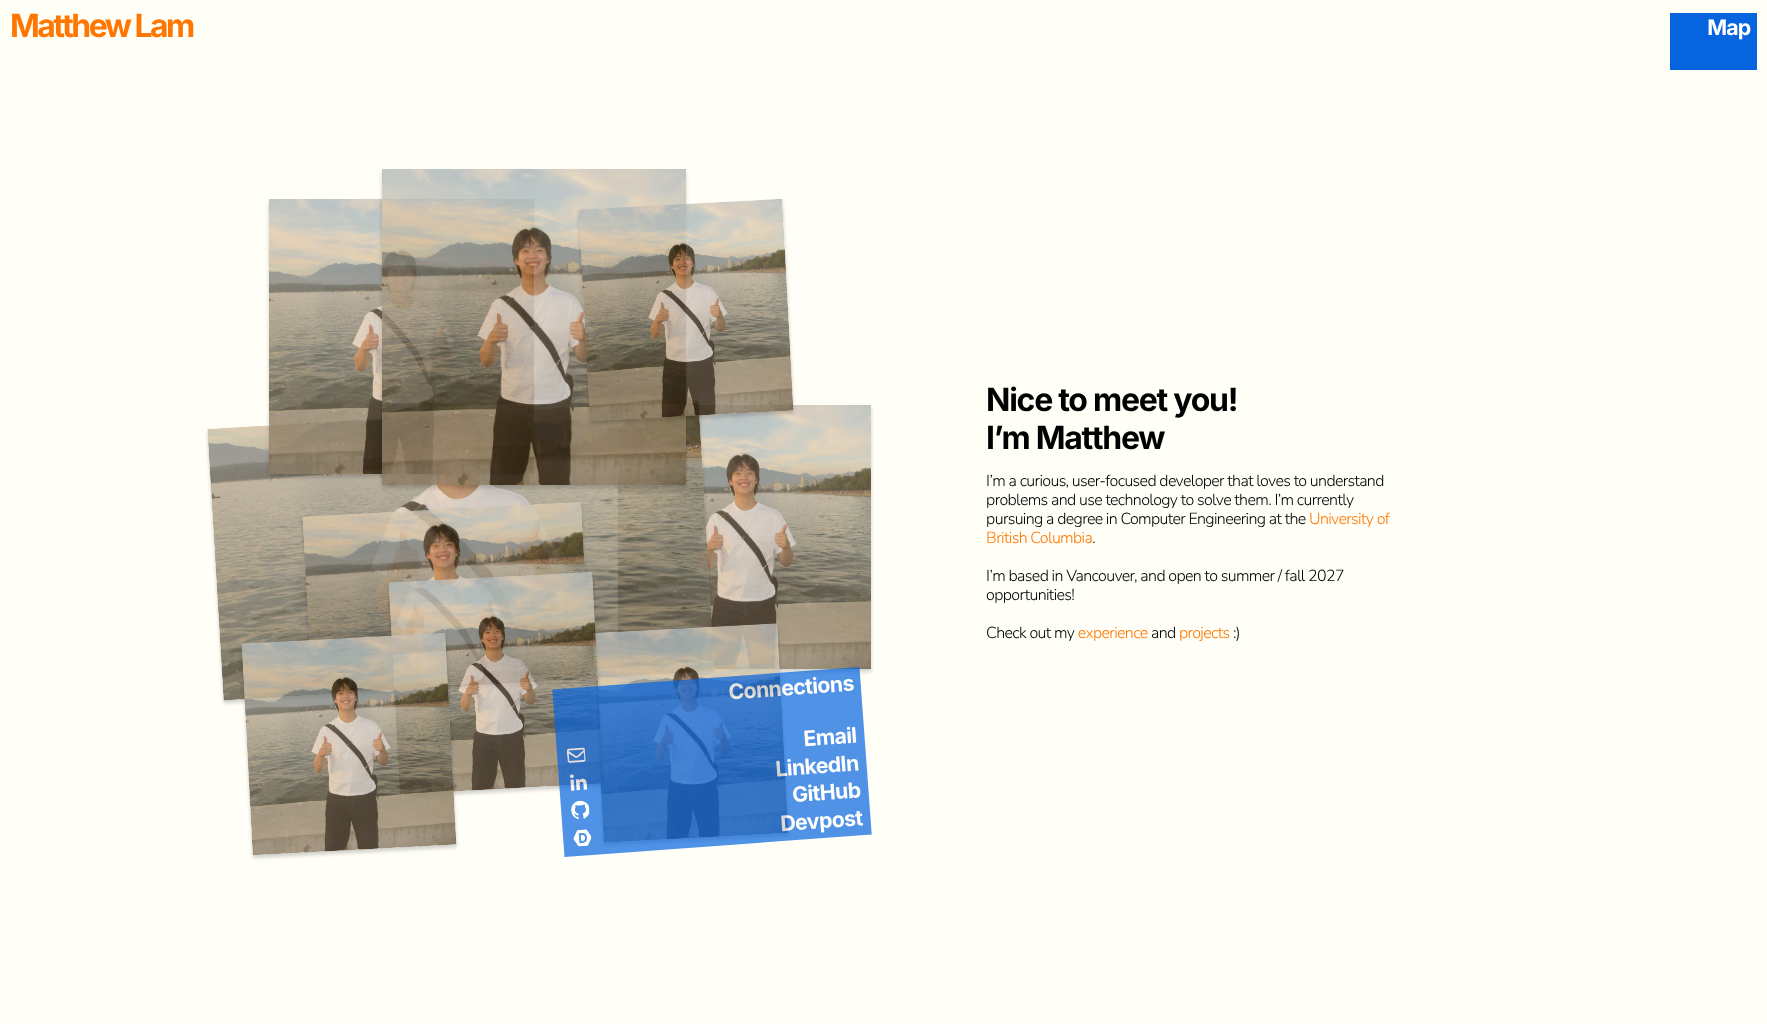 Matthew Lam
Map
Nice to meet you!
I'm Matthew
I'm a curious, user-focused developer that loves to understand
problems and use technology to solve them. I'm currently
pursuing a degree in Computer Engineering at the University of
British Columbia.
I'm based in Vancouver, and open to summer / fall 2027
opportunities!
Check out my experience and projects :)
Connections
Email
in LinkedIn
GitHub
D Devpost